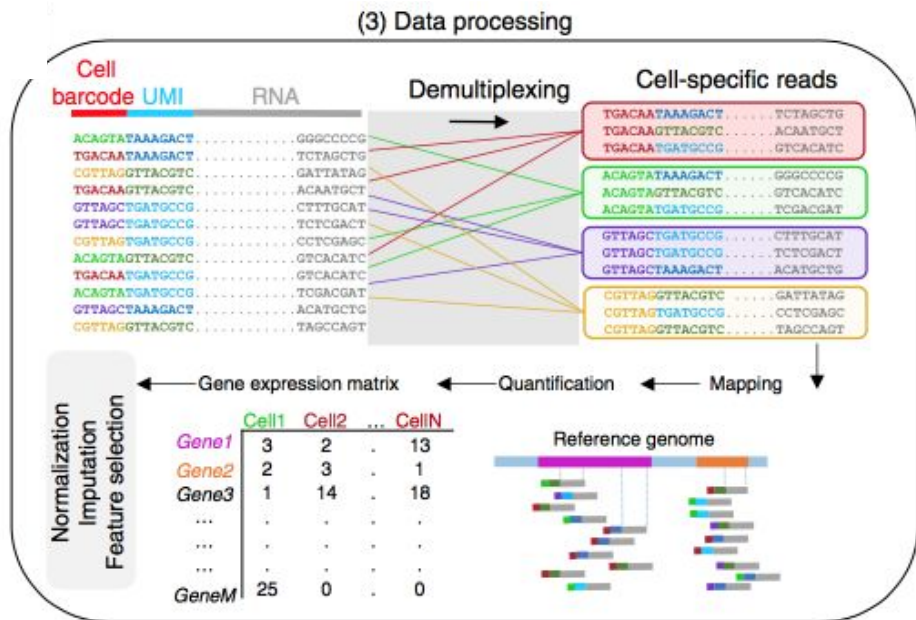 (3) Data processing
Cell barcode UMI RNA
Demultiplexing
Cell-specific reads
ACAGTATAAAGACT..........GGGCCCCG
TGACAATAAAGACT..........TCTAGCTG
CGTTAGGTTACGTC..........GATTATAG
TGACAAGTTACGTC..........ACAATGCT
GTTAGCTGATGCCG..........CTTTGCAT
GTTAGCTGATGCCG..........TCTCGACT
CGTTAGTGATGCCG..........CCTCGAGC
ACAGTAGTTACGTC..........GTCACATC
TGACAATGATGCCG..........GTCACATC
ACAGTATGATGCCG..........TCGACGAT
GTTAGCTAAAGACT..........ACATGCTG
CGTTAGGTTACGTC..........TAGCCAGT
TGACAATAAAGACT......TCTAGCTG
TGACAAGTTACGTC......ACAATGCT
TGACAATGATGCCG......GTCACATC
ACAGTATAAAGACT......GGGCCCCG
ACAGTAGTTACGTC......GTCACATC
ACAGTATGATGCCG......TCGACGAT
GTTAGCTGATGCCG......CTTTGCAT
GTTAGCTGATGCCG......TCTCGACT
GTTAGCTAAAGACT......ACATGCTG
CGTTAGGTTACGTC......GATTATAG
CGTTAGTGATGCCG......CCTCGAGC
CGTTAGGTTACGTC......TAGCCAGT
Mapping
Quantification
Gene expression matrix
Normalization
Imputation
Feature selection
Cell1 Cell2 ... CellN
Gene1 3 2 . 13
Gene2 2 3 . 1
Gene3 1 14 . 18
... . . . .
... . . . .
... . . . .
GeneM 25 0 . 0
Reference genome